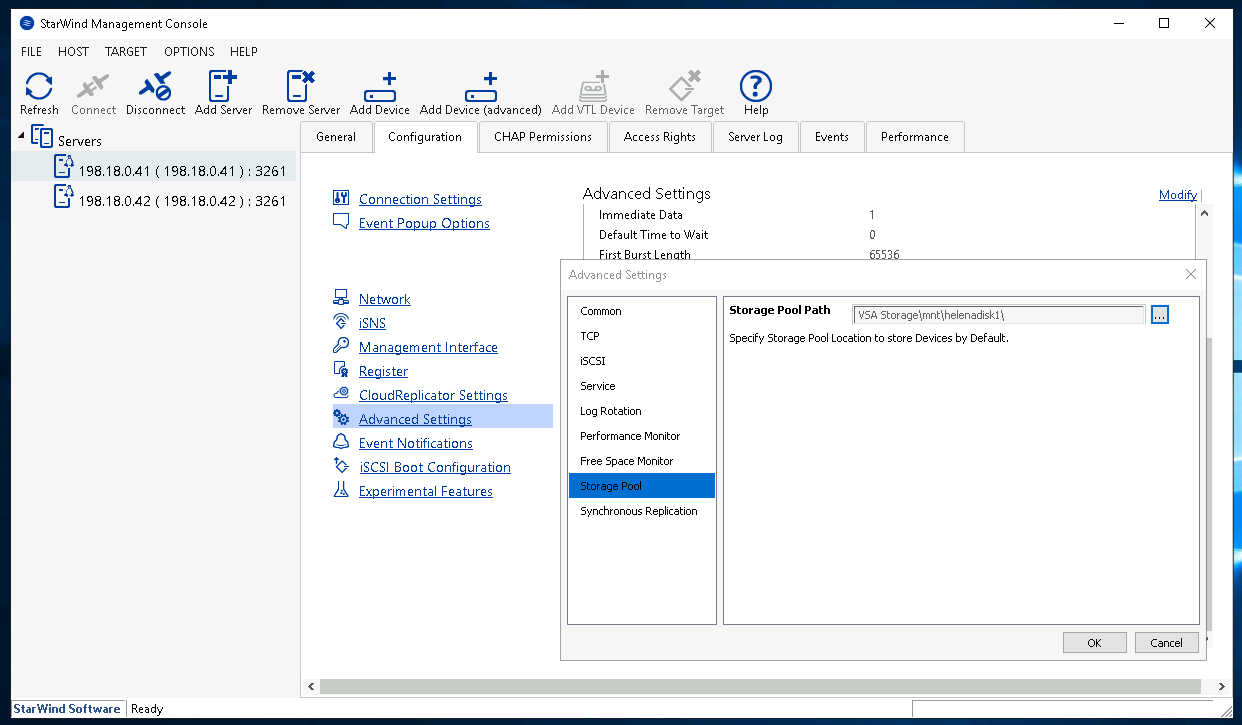 StarWind Management Console
FILE HOST TARGET OPTIONS HELP
Refresh Connect Disconnect Add Server Remove Server Add Device Add Device (advanced) Add VTL Device Remove Target Help
Servers
198.18.0.41 ( 198.18.0.41 ) : 3261
198.18.0.42 ( 198.18.0.42 ) : 3261
General Configuration CHAP Permissions Access Rights Server Log Events Performance
Connection Settings
Event Popup Options
Network
iSNS
Management Interface
Register
CloudReplicator Settings
Advanced Settings
Event Notifications
iSCSI Boot Configuration
Experimental Features
Advanced Settings Modify
Immediate Data 1
Default Time to Wait 0
First Burst Length 65536
Advanced Settings
Common
TCP
iSCSI
Service
Log Rotation
Performance Monitor
Free Space Monitor
Storage Pool
Synchronous Replication
Storage Pool Path VSA Storage\mnt\helenadisk1\ ...
Specify Storage Pool Location to store Devices by Default.
OK Cancel
StarWind Software Ready